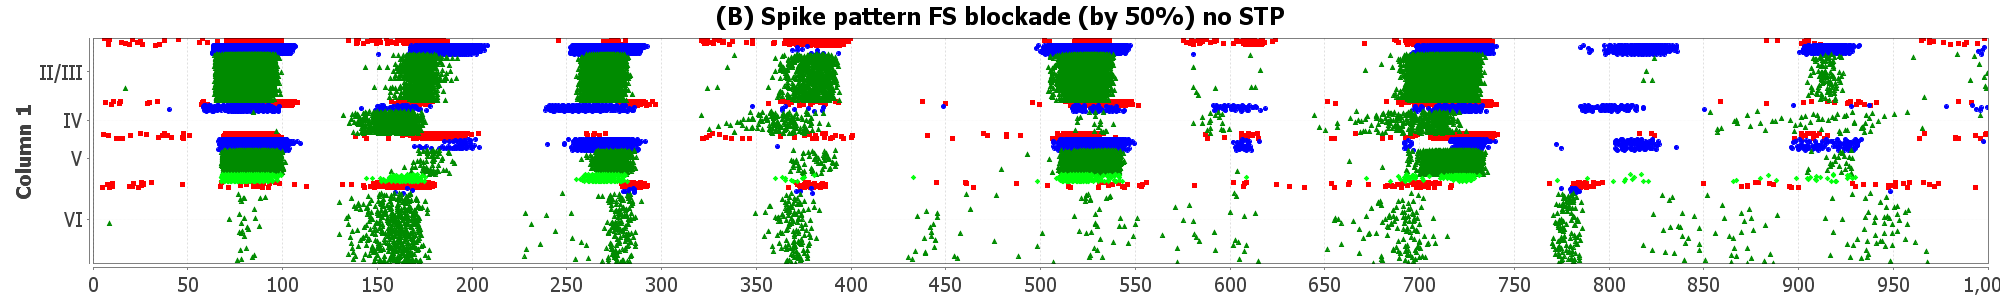 (B) Spike pattern FS blockade (by 50%) no STP
Column 1
II/III
IV
V
VI
0 50 100 150 200 250 300 350 400 450 500 550 600 650 700 750 800 850 900 950 1,00